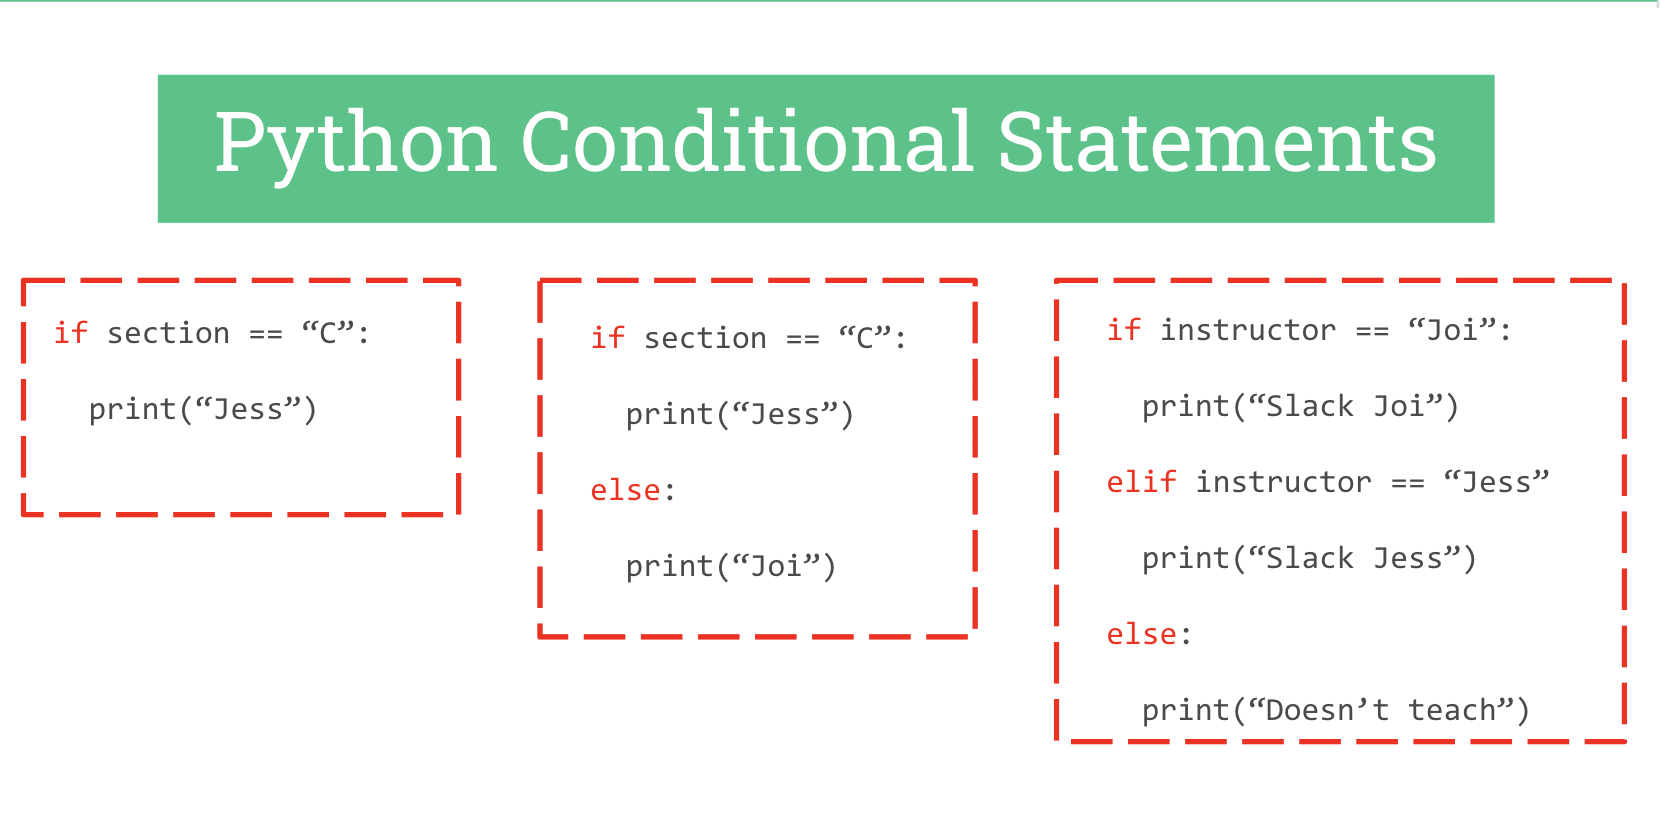 Python Conditional Statements
if section == “C”:
print(“Jess”)
if section == “C”:
print(“Jess”)
else:
print(“Joi”)
if instructor == “Joi”:
print(“Slack Joi”)
elif instructor == “Jess”
print(“Slack Jess”)
else:
print(“Doesn’t teach”)